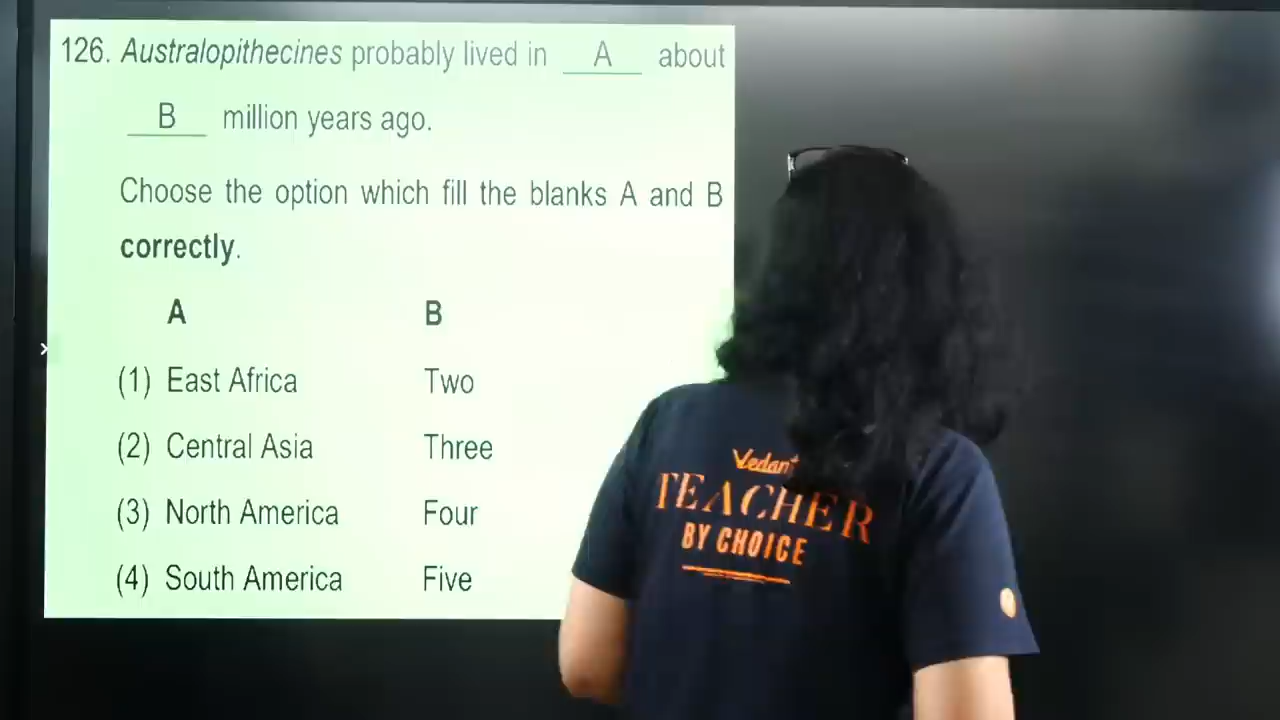 126. Australopithecines probably lived in A about
B million years ago.
Choose the option which fill the blanks A and B
correctly.
A B
(1) East Africa Two
(2) Central Asia Three
(3) North America Four
(4) South America Five
TEACHER
BY CHOICE